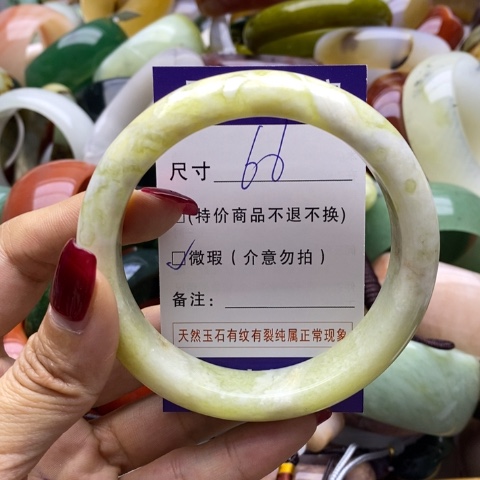 尺寸 66
□(特价商品不退不换)
☑微瑕(介意勿拍)
备注:
天然玉石有纹有裂纯属正常现象